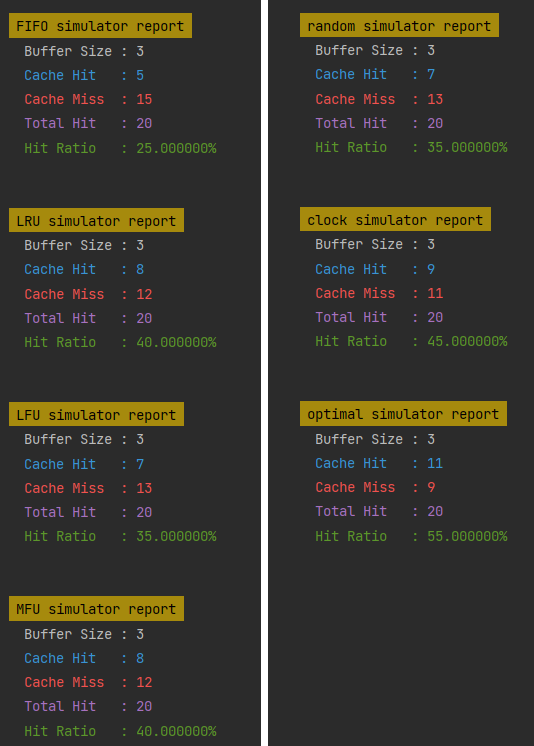 FIFO simulator report
Buffer Size : 3
Cache Hit : 5
Cache Miss : 15
Total Hit : 20
Hit Ratio : 25.000000%
LRU simulator report
Buffer Size : 3
Cache Hit : 8
Cache Miss : 12
Total Hit : 20
Hit Ratio : 40.000000%
LFU simulator report
Buffer Size : 3
Cache Hit : 7
Cache Miss : 13
Total Hit : 20
Hit Ratio : 35.000000%
MFU simulator report
Buffer Size : 3
Cache Hit : 8
Cache Miss : 12
Total Hit : 20
Hit Ratio : 40.000000%
random simulator report
Buffer Size : 3
Cache Hit : 7
Cache Miss : 13
Total Hit : 20
Hit Ratio : 35.000000%
clock simulator report
Buffer Size : 3
Cache Hit : 9
Cache Miss : 11
Total Hit : 20
Hit Ratio : 45.000000%
optimal simulator report
Buffer Size : 3
Cache Hit : 11
Cache Miss : 9
Total Hit : 20
Hit Ratio : 55.000000%